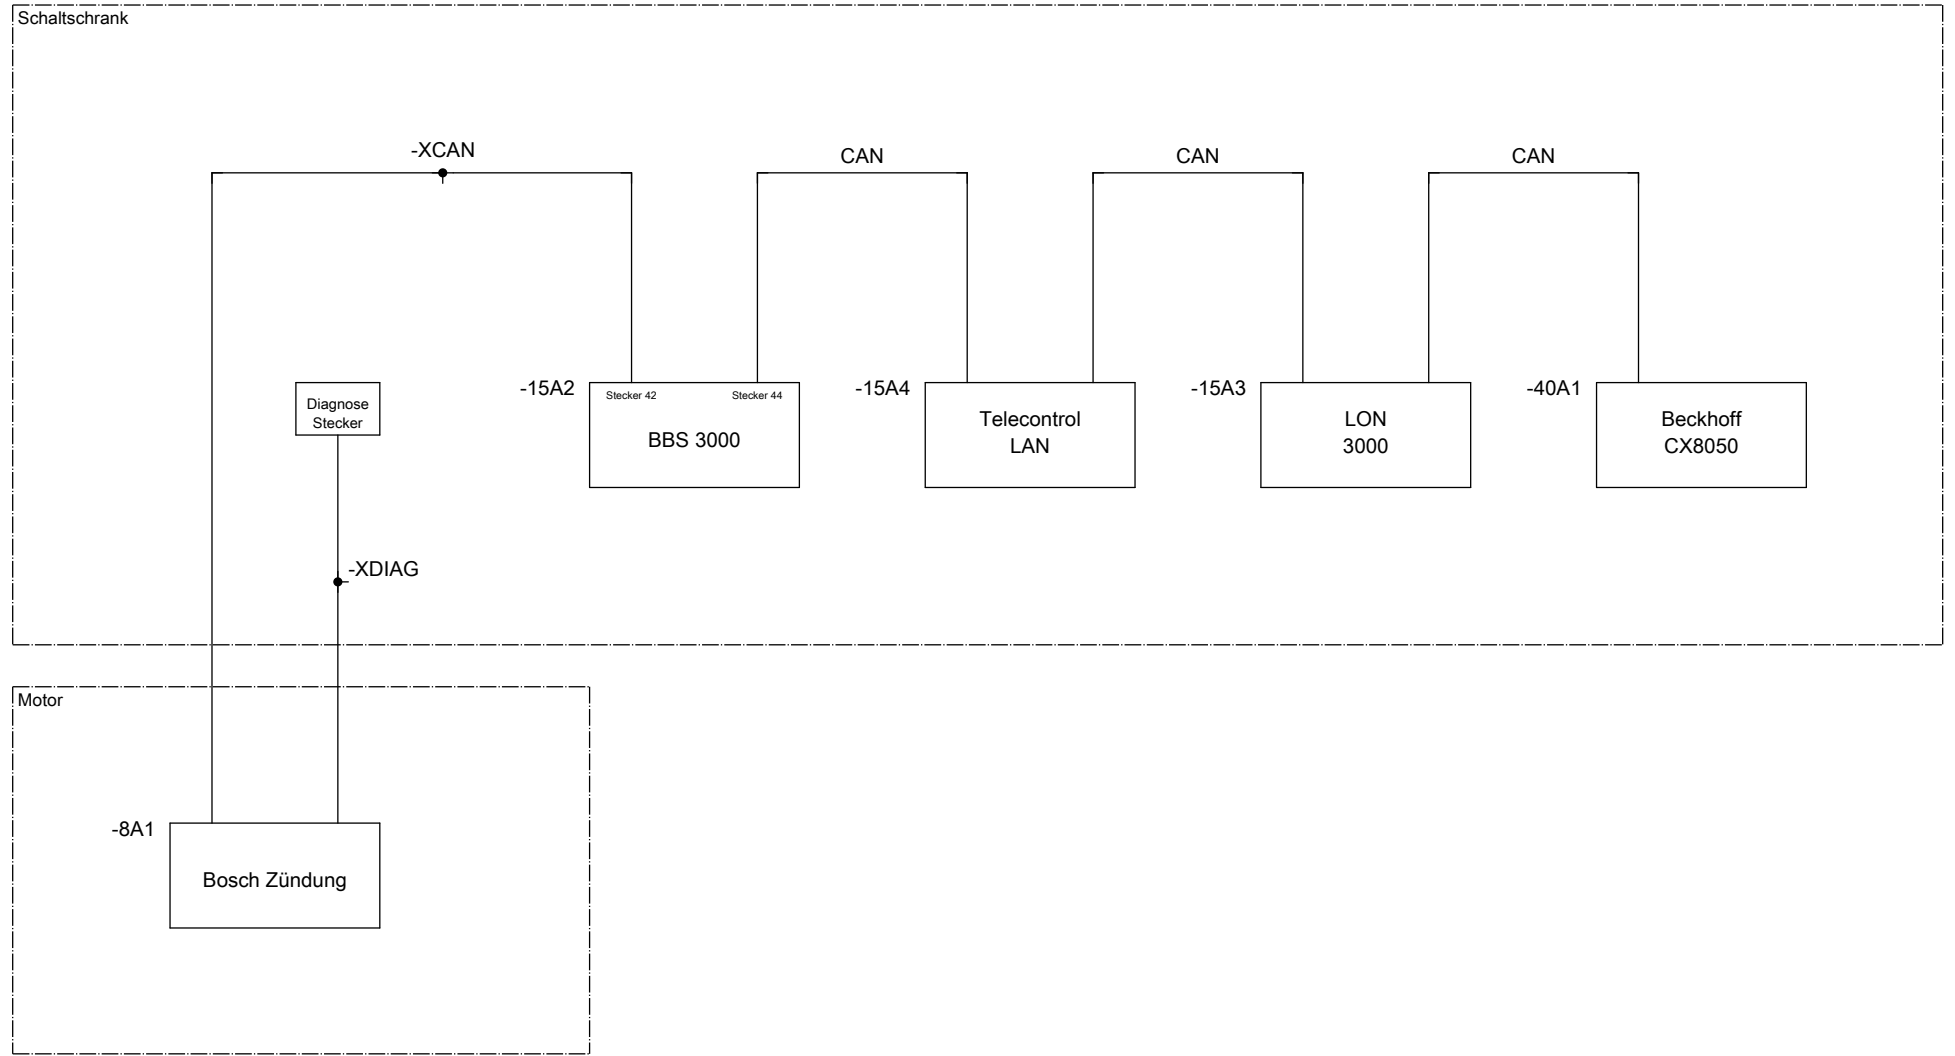 Schaltschrank
-XCAN
CAN
CAN
CAN
Diagnose
Stecker
-15A2
Stecker 42
Stecker 44
BBS 3000
-15A4
Telecontrol
LAN
-15A3
LON
3000
-40A1
Beckhoff
CX8050
-XDIAG
Motor
-8A1
Bosch Zündung